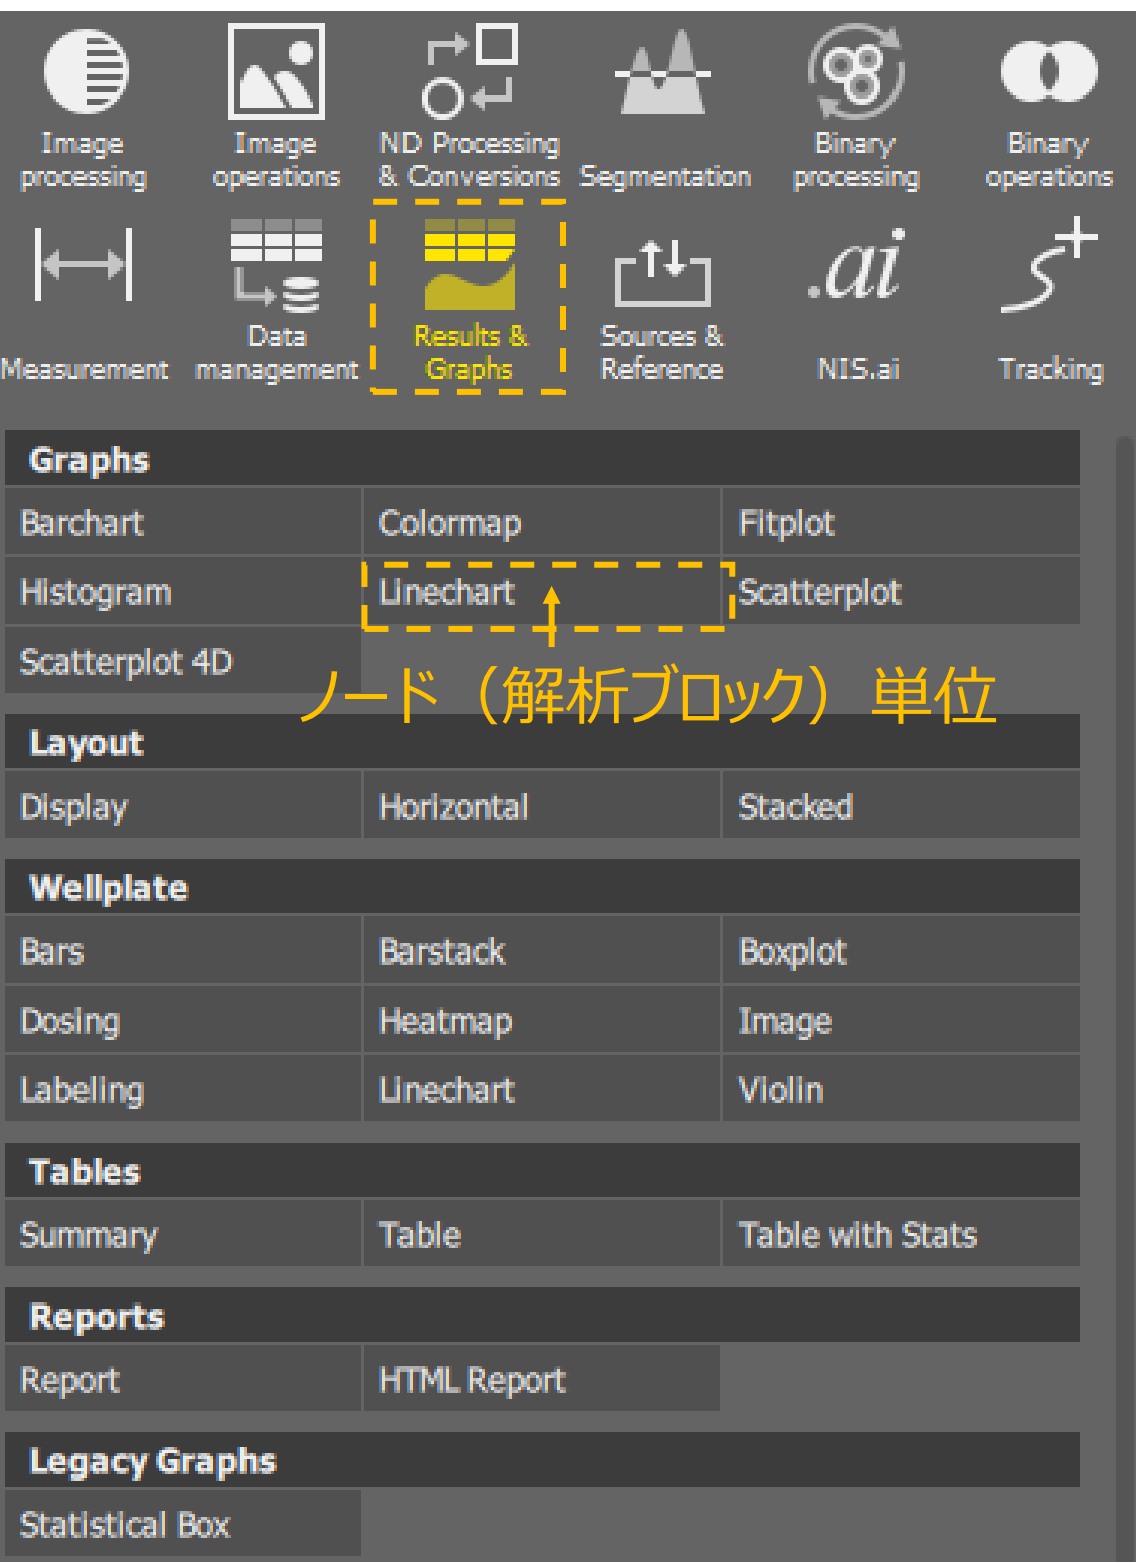 Image processing
Image operations
ND Processing & Conversions
Segmentation
Binary processing
Binary operations
Measurement
Data management
Results & Graphs
Sources & Reference
.ai
NIS.ai
Tracking
Graphs
Barchart Colormap Fitplot
Histogram Linechart Scatterplot
Scatterplot 4D
ノード（解析ブロック）単位
Layout
Display Horizontal Stacked
Wellplate
Bars Barstack Boxplot
Dosing Heatmap Image
Labeling Linechart Violin
Tables
Summary Table Table with Stats
Reports
Report HTML Report
Legacy Graphs
Statistical Box